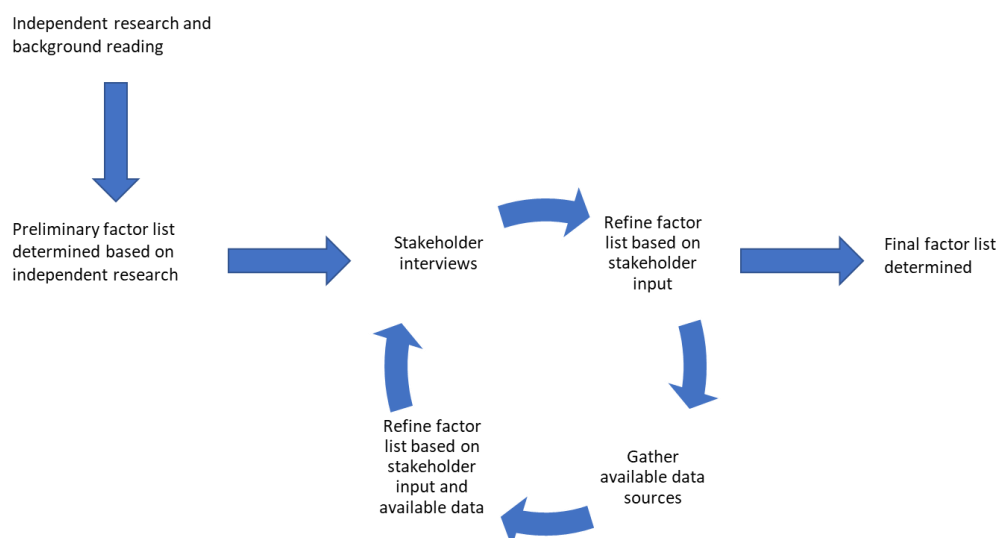 Independent research and
background reading
Preliminary factor list
determined based on
independent research
Stakeholder
interviews
Refine factor
list based on
stakeholder
input
Final factor list
determined
Gather
available data
sources
Refine factor
list based on
stakeholder
input and
available data